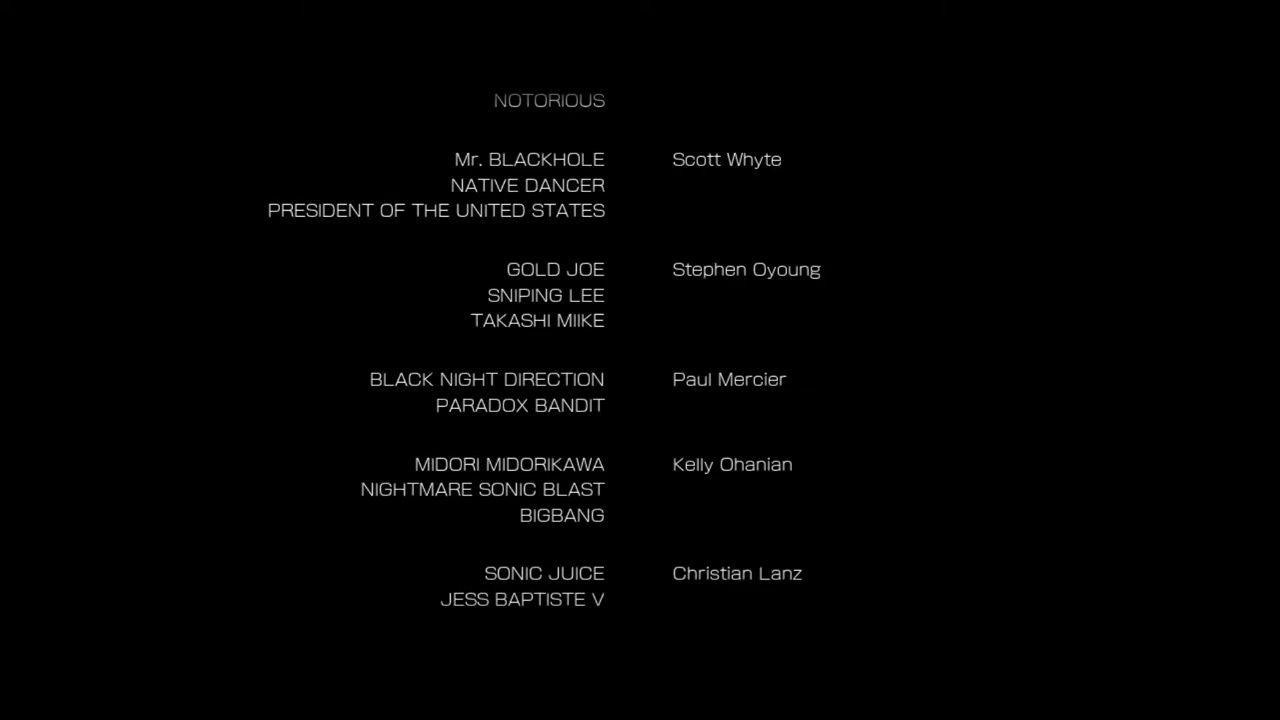 NOTORIOUS
Mr. BLACKHOLE Scott Whyte
NATIVE DANCER
PRESIDENT OF THE UNITED STATES
GOLD JOE Stephen Oyoung
SNIPING LEE
TAKASHI MIIKE
BLACK NIGHT DIRECTION Paul Mercier
PARADOX BANDIT
MIDORI MIDORIKAWA Kelly Ohanian
NIGHTMARE SONIC BLAST
BIGBANG
SONIC JUICE Christian Lanz
JESS BAPTISTE V